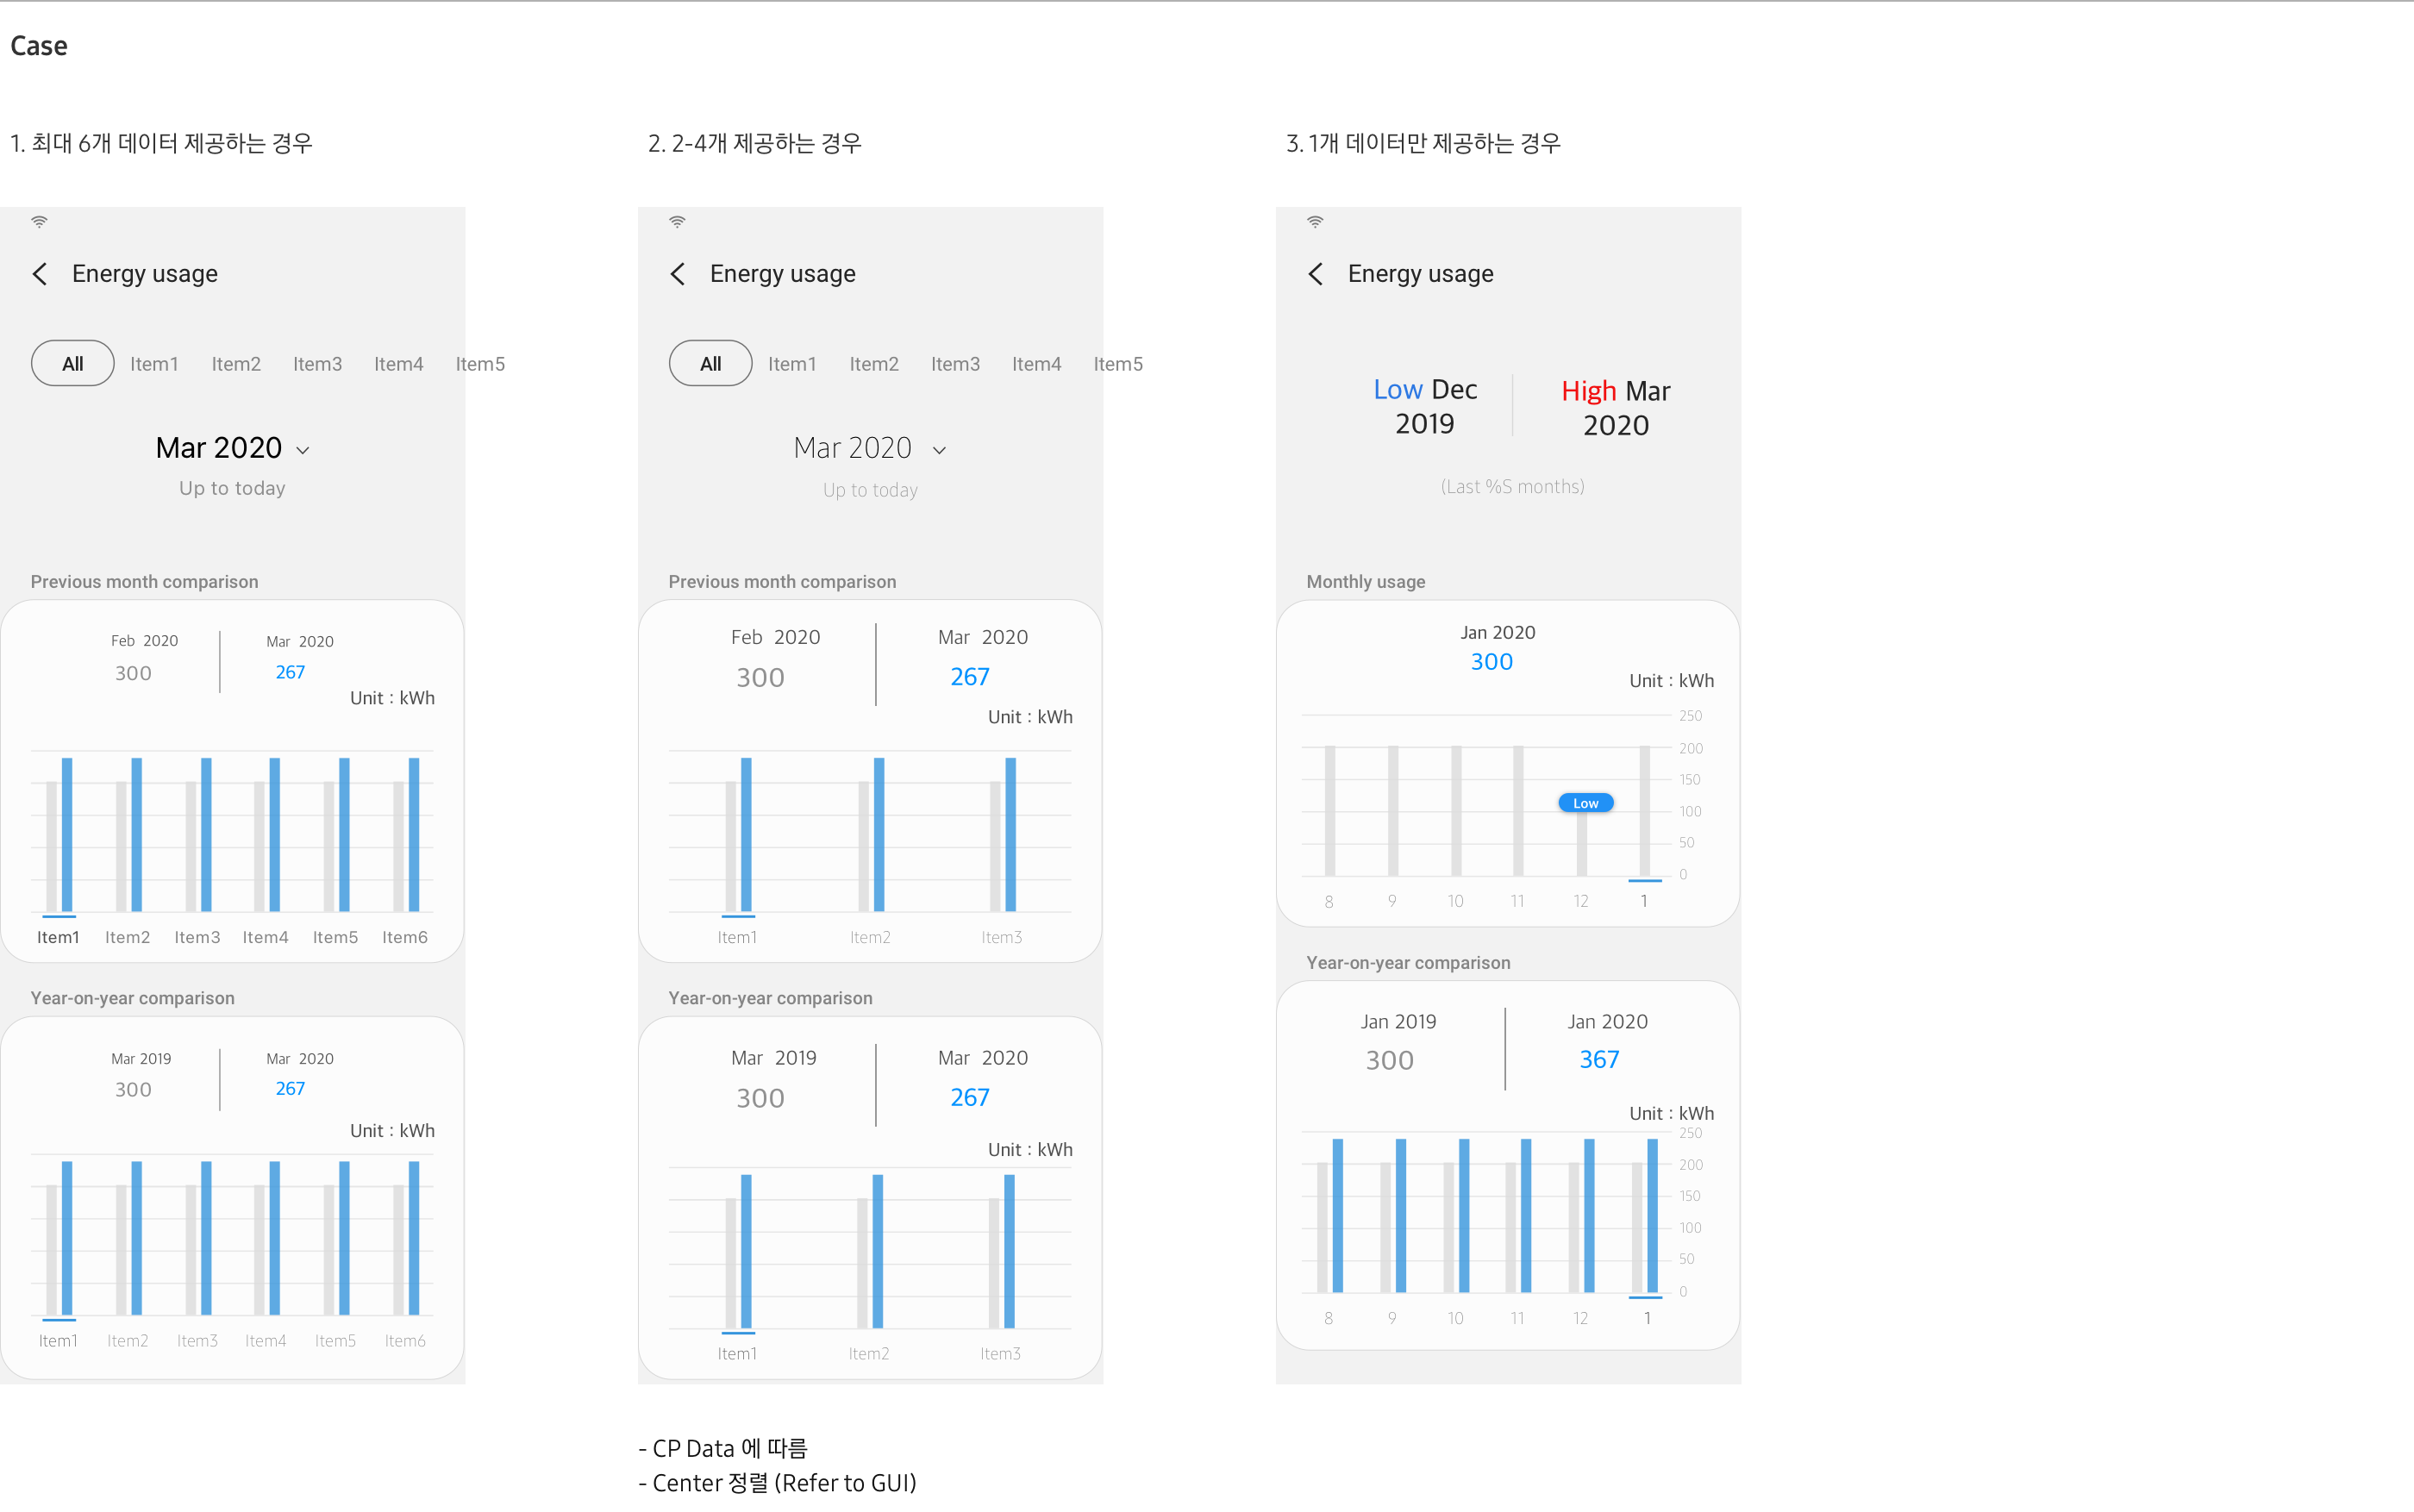 Case
1. 최대 6개 데이터 제공하는 경우
Energy usage
All Item1 Item2 Item3 Item4 Item5
Mar 2020
Up to today
Previous month comparison
Feb 2020 Mar 2020
300 267
Unit : kWh
Item1 Item2 Item3 Item4 Item5 Item6
Year-on-year comparison
Mar 2019 Mar 2020
300 267
Unit : kWh
Item1 Item2 Item3 Item4 Item5 Item6
2. 2-4개 제공하는 경우
Energy usage
All Item1 Item2 Item3 Item4 Item5
Mar 2020
Up to today
Previous month comparison
Feb 2020 Mar 2020
300 267
Unit : kWh
Item1 Item2 Item3
Year-on-year comparison
Mar 2019 Mar 2020
300 267
Unit : kWh
Item1 Item2 Item3
- CP Data 에 따름
- Center 정렬 (Refer to GUI)
3. 1개 데이터만 제공하는 경우
Energy usage
Low Dec High Mar
2019 2020
(Last %S months)
Monthly usage
Jan 2020
300
Unit : kWh
250
200
150
Low
100
50
0
8 9 10 11 12 1
Year-on-year comparison
Jan 2019 Jan 2020
300 367
Unit : kWh
250
200
150
100
50
0
8 9 10 11 12 1